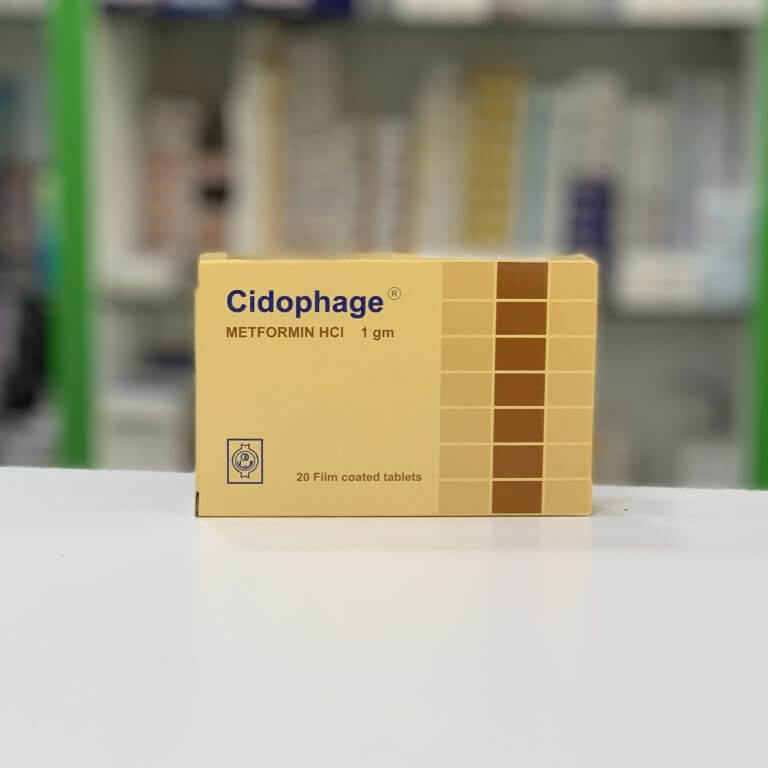 Cidophage ®
METFORMIN HCl 1 gm
20 Film coated tablets